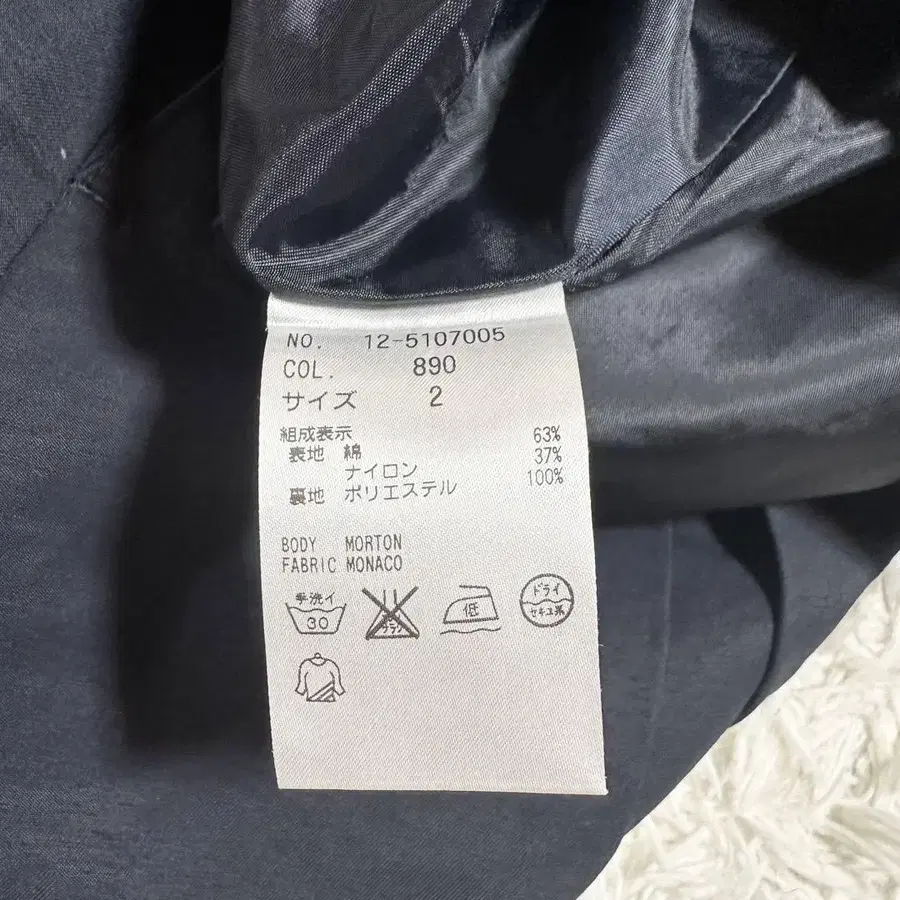 NO. 12-5107005
COL. 890
サイズ 2
組成表示
表地 綿 63%
ナイロン 37%
裏地 ポリエステル 100%
BODY MORTON
FABRIC MONACO
手洗イ
30
低
ドライ
セキユ系